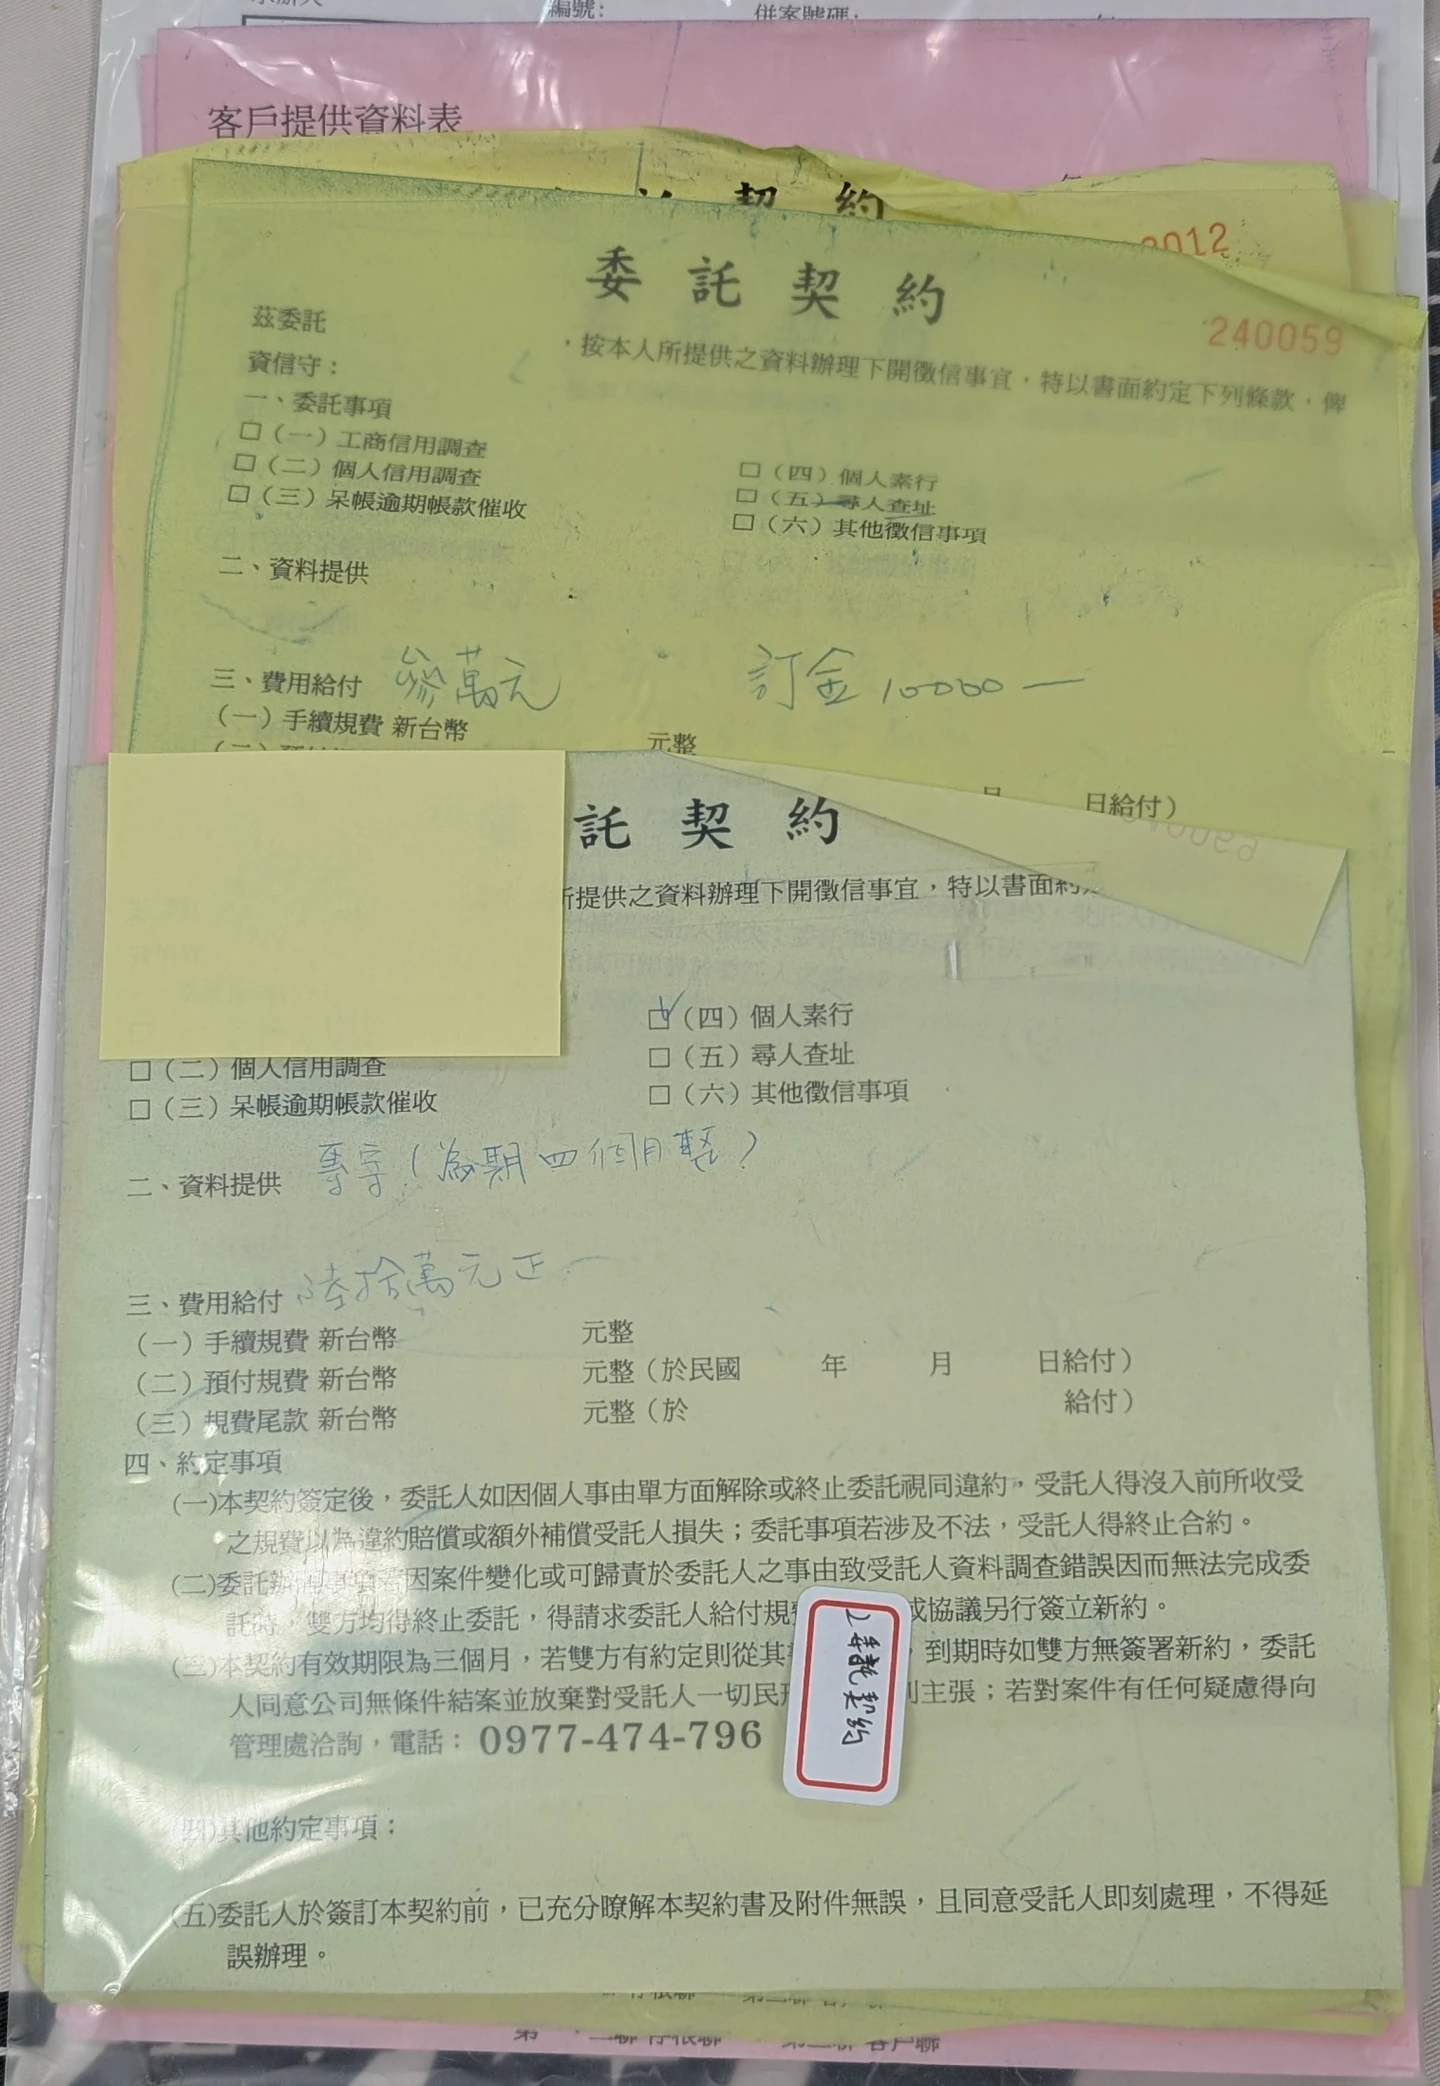 編號：
併案號碼：
客戶提供資料表
契約
012
委託契約
240059
茲委託
，按本人所提供之資料辦理下開徵信事宜，特以書面約定下列條款，俾
資信守：
一、委託事項
□（一）工商信用調查
□（二）個人信用調查
□（三）呆帳逾期帳款催收
□（四）個人素行
□（五）尋人查址
□（六）其他徵信事項
二、資料提供
三、費用給付 參萬元 訂金10000—
（一）手續規費 新台幣 元整
月 日給付）
託契約
所提供之資料辦理下開徵信事宜，特以書面約
☑（四）個人素行
□（二）個人信用調查
□（五）尋人查址
□（三）呆帳逾期帳款催收
□（六）其他徵信事項
二、資料提供 專案（為期四個月整）
三、費用給付 陸拾萬元正
（一）手續規費 新台幣 元整
（二）預付規費 新台幣 元整（於民國 年 月 日給付）
（三）規費尾款 新台幣 元整（於 給付）
四、約定事項
(一)本契約簽定後，委託人如因個人事由單方面解除或終止委託視同違約，受託人得沒入前所收受
之規費以為違約賠償或額外補償受託人損失；委託事項若涉及不法，受託人得終止合約。
(二)委託辦 因案件變化或可歸責於委託人之事由致受託人資料調查錯誤因而無法完成委
託時，雙方均得終止委託，得請求委託人給付規 或協議另行簽立新約。
(三)本契約有效期限為三個月，若雙方有約定則從其 ，到期時如雙方無簽署新約，委託
人同意公司無條件結案並放棄對受託人一切民 主張；若對案件有任何疑慮得向
管理處洽詢，電話：0977-474-796
委託契約
(四)其他約定事項：
(五)委託人於簽訂本契約前，已充分瞭解本契約書及附件無誤，且同意受託人即刻處理，不得延
誤辦理。
客戶聯